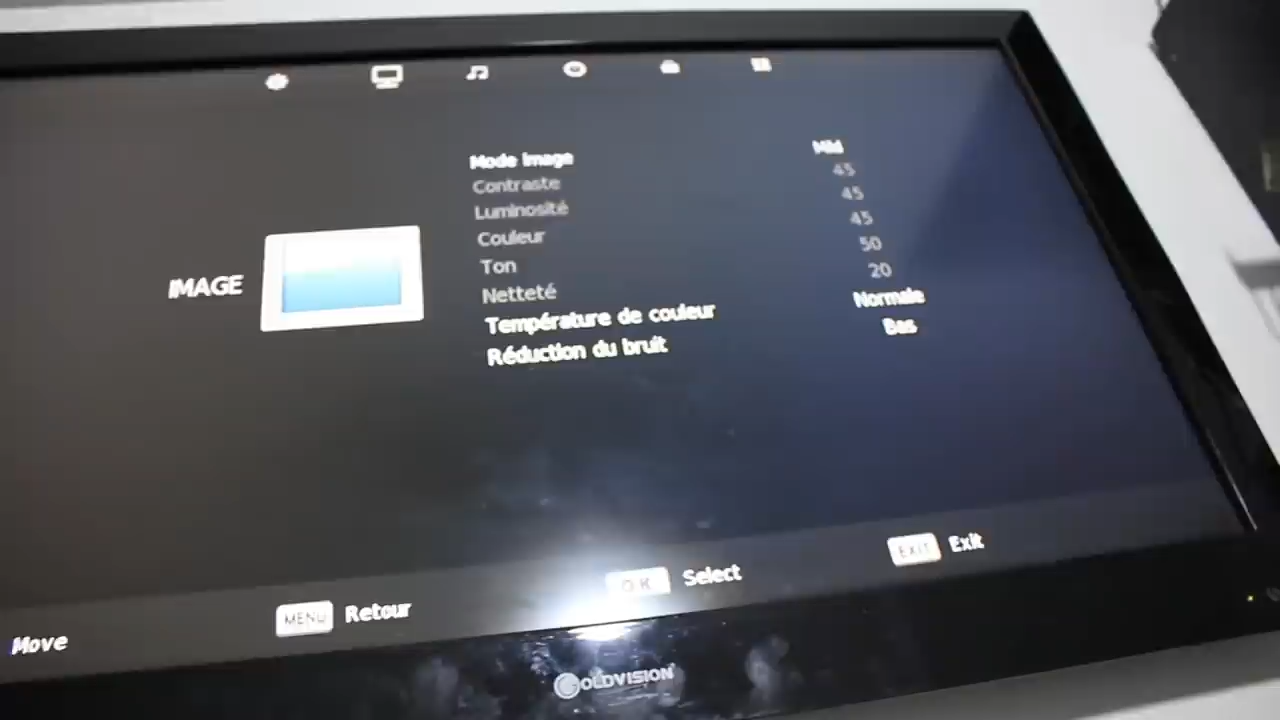 Mode Image Mild
Contraste 45
Luminosité 45
Couleur 45
Ton 50
Netteté 20
Température de couleur Normale
Réduction du bruit Bas
IMAGE
Move
MENU Retour
OK Select
EXIT Exit
GOLDVISION